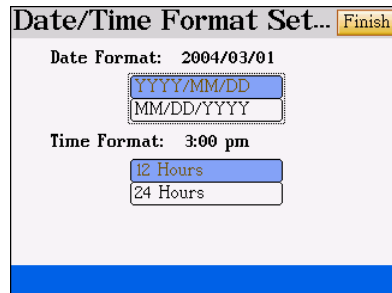 Date/Time Format Set... Finish
Date Format: 2004/03/01
YYYY/MM/DD
MM/DD/YYYY
Time Format: 3:00 pm
12 Hours
24 Hours